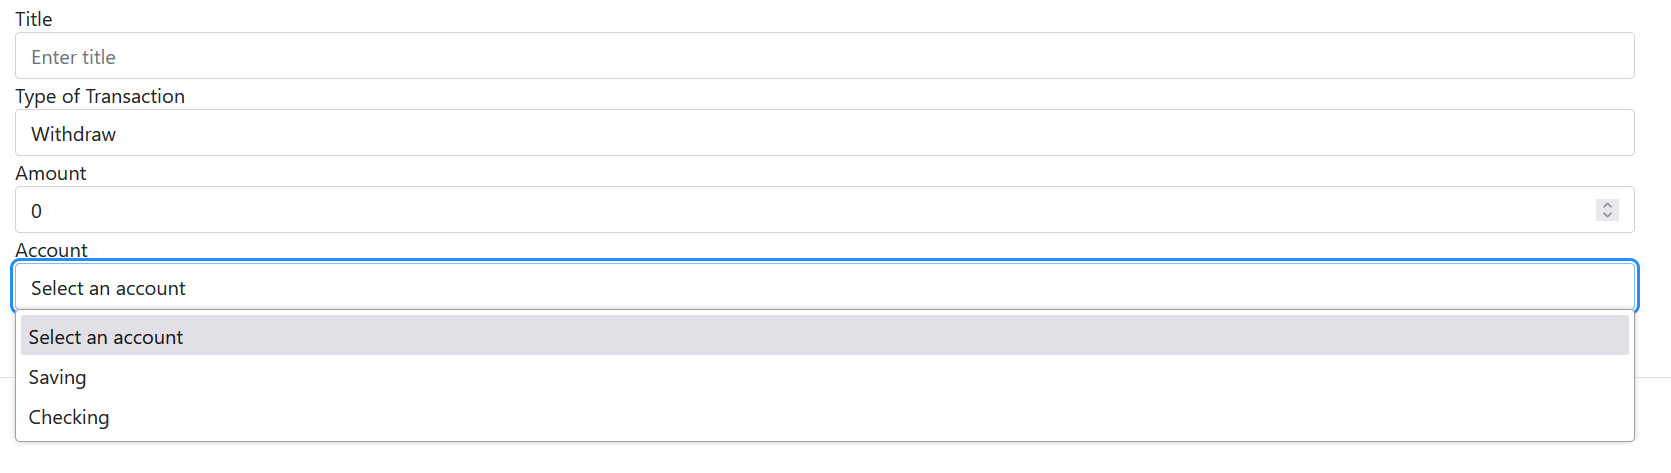 Title
Enter title
Type of Transaction
Withdraw
Amount
0
Account
Select an account
Select an account
Saving
Checking